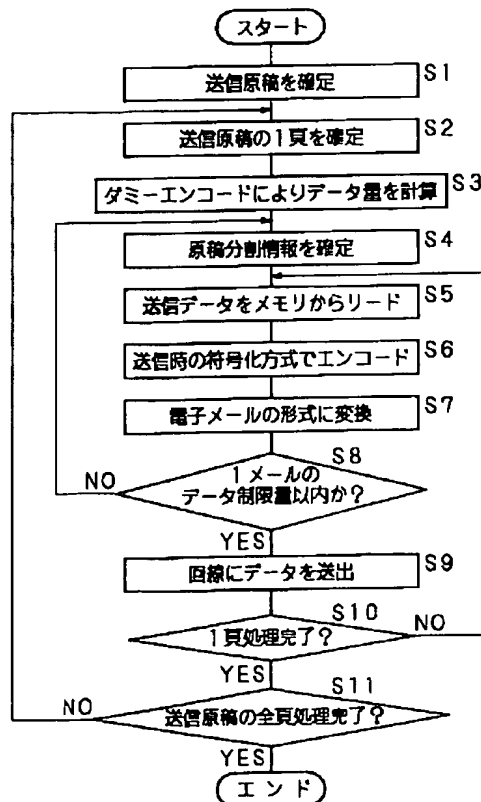 スタート
送信原稿を確定 S1
送信原稿の1頁を確定 S2
ダミーエンコードによりデータ量を計算 S3
原稿分割情報を確定 S4
送信データをメモリからリード S5
送信時の符号化方式でエンコード S6
電子メールの形式に変換 S7
S8
1メールの
データ制限量以内か?
NO
YES
回線にデータを送出 S9
S10
1頁処理完了?
NO
YES
S11
送信原稿の全頁処理完了?
NO
YES
エンド